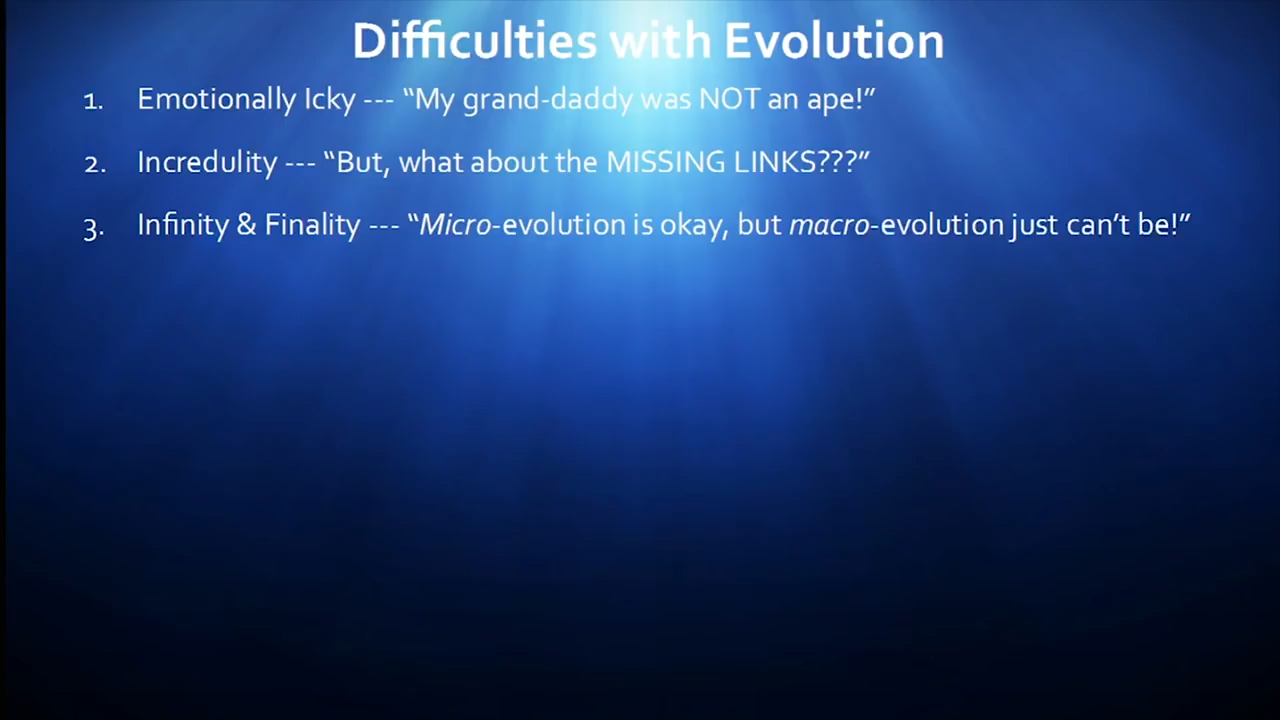 Difficulties with Evolution
1. Emotionally Icky --- “My grand-daddy was NOT an ape!”
2. Incredulity --- “But, what about the MISSING LINKS???”
3. Infinity & Finality --- “Micro-evolution is okay, but macro-evolution just can’t be!”